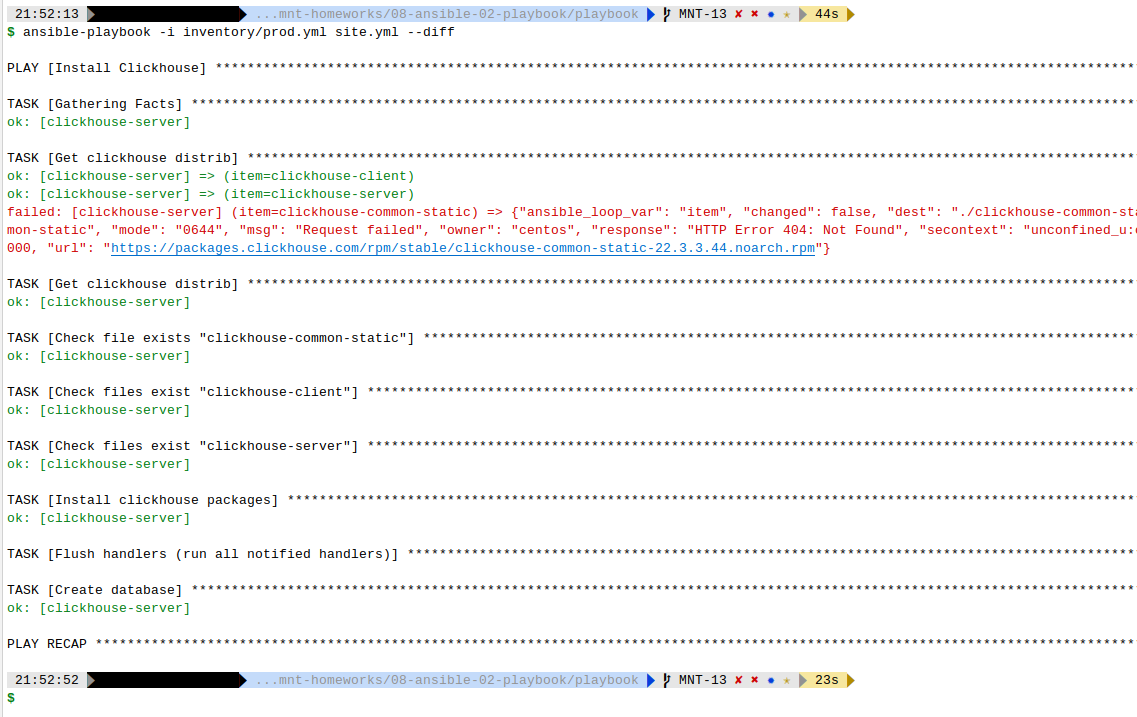 21:52:13 ...mnt-homeworks/08-ansible-02-playbook/playbook MNT-13 ✘ ✖ ● ★ 44s
$ ansible-playbook -i inventory/prod.yml site.yml --diff
PLAY [Install Clickhouse] *******************************************************************************************************************
TASK [Gathering Facts] **********************************************************************************************************************
ok: [clickhouse-server]
TASK [Get clickhouse distrib] ***************************************************************************************************************
ok: [clickhouse-server] => (item=clickhouse-client)
ok: [clickhouse-server] => (item=clickhouse-server)
failed: [clickhouse-server] (item=clickhouse-common-static) => {"ansible_loop_var": "item", "changed": false, "dest": "./clickhouse-common-sta
mon-static", "mode": "0644", "msg": "Request failed", "owner": "centos", "response": "HTTP Error 404: Not Found", "secontext": "unconfined_u:
000, "url": "https://packages.clickhouse.com/rpm/stable/clickhouse-common-static-22.3.3.44.noarch.rpm"}
TASK [Get clickhouse distrib] ***************************************************************************************************************
ok: [clickhouse-server]
TASK [Check file exists "clickhouse-common-static"] *****************************************************************************************
ok: [clickhouse-server]
TASK [Check files exist "clickhouse-client"] ************************************************************************************************
ok: [clickhouse-server]
TASK [Check files exist "clickhouse-server"] ************************************************************************************************
ok: [clickhouse-server]
TASK [Install clickhouse packages] **********************************************************************************************************
ok: [clickhouse-server]
TASK [Flush handlers (run all notified handlers)] *******************************************************************************************
TASK [Create database] **********************************************************************************************************************
ok: [clickhouse-server]
PLAY RECAP **********************************************************************************************************************************
21:52:52 ...mnt-homeworks/08-ansible-02-playbook/playbook MNT-13 ✘ ✖ ● ★ 23s
$